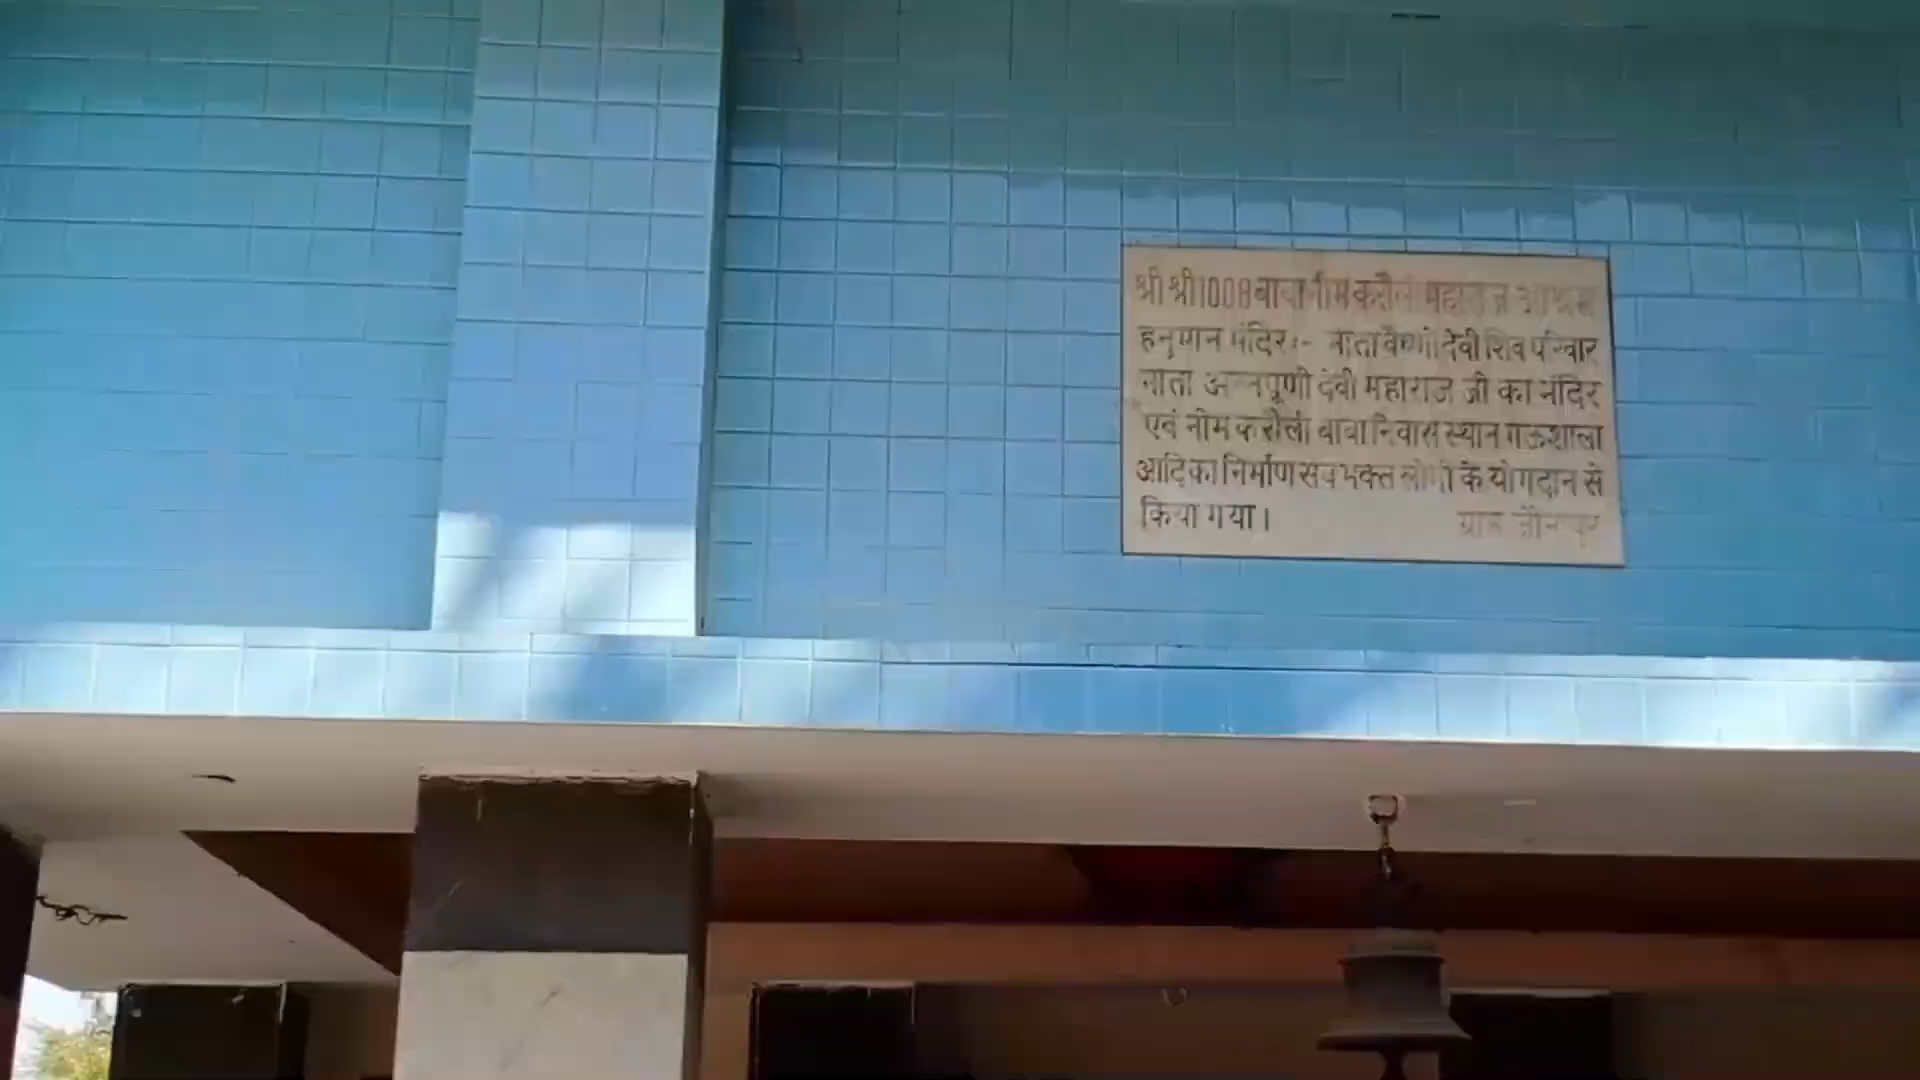 श्री श्री 1008 बाबा नीम करौली महाराज आश्रम
हनुमान मंदिर:- माता वैष्णो देवी शिव परिवार
माता अन्नपूर्णा देवी महाराज जी का मंदिर
एवं नीम करौली बाबा निवास स्थान गऊशाला
आदि का निर्माण सब भक्त लोगो के योगदान से
किया गया।
ग्राम